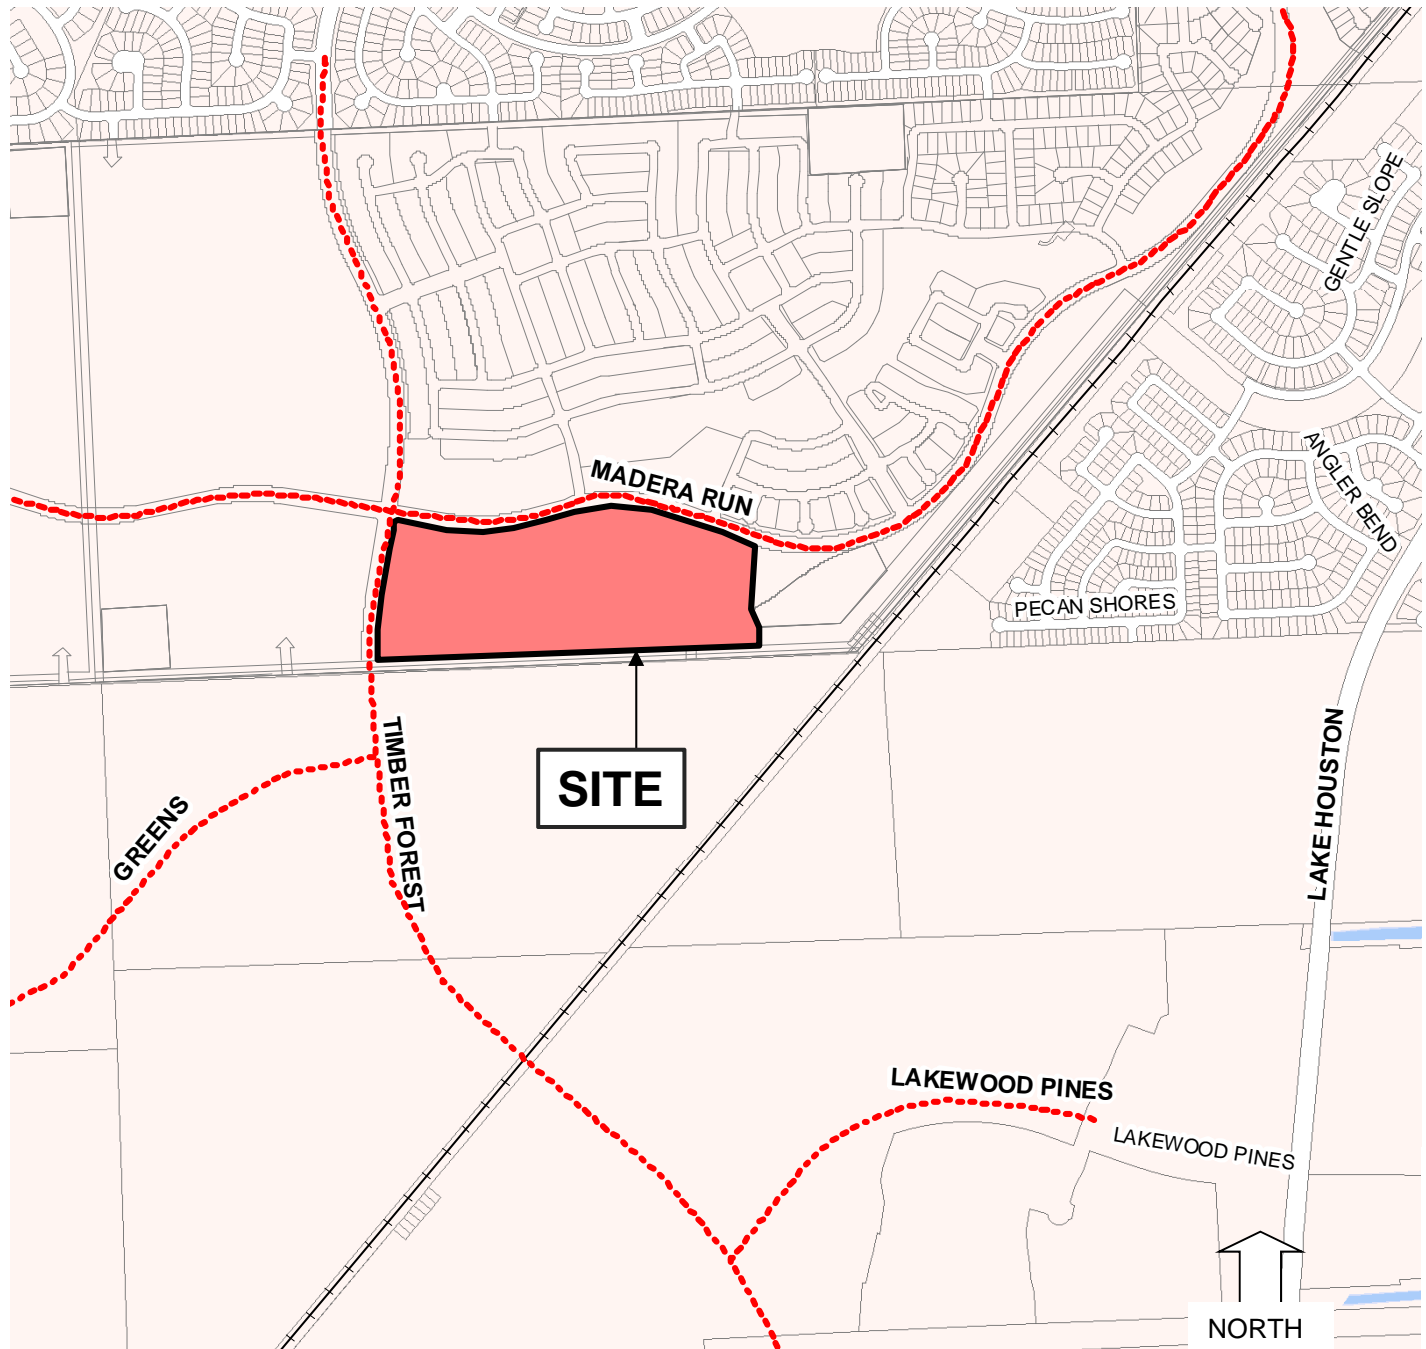 GENTLE SLOPE
ANGLER BEND
MADERA RUN
PECAN SHORES
SITE
TIMBER FOREST
GREENS
LAKE HOUSTON
LAKEWOOD PINES
LAKEWOOD PINES
NORTH